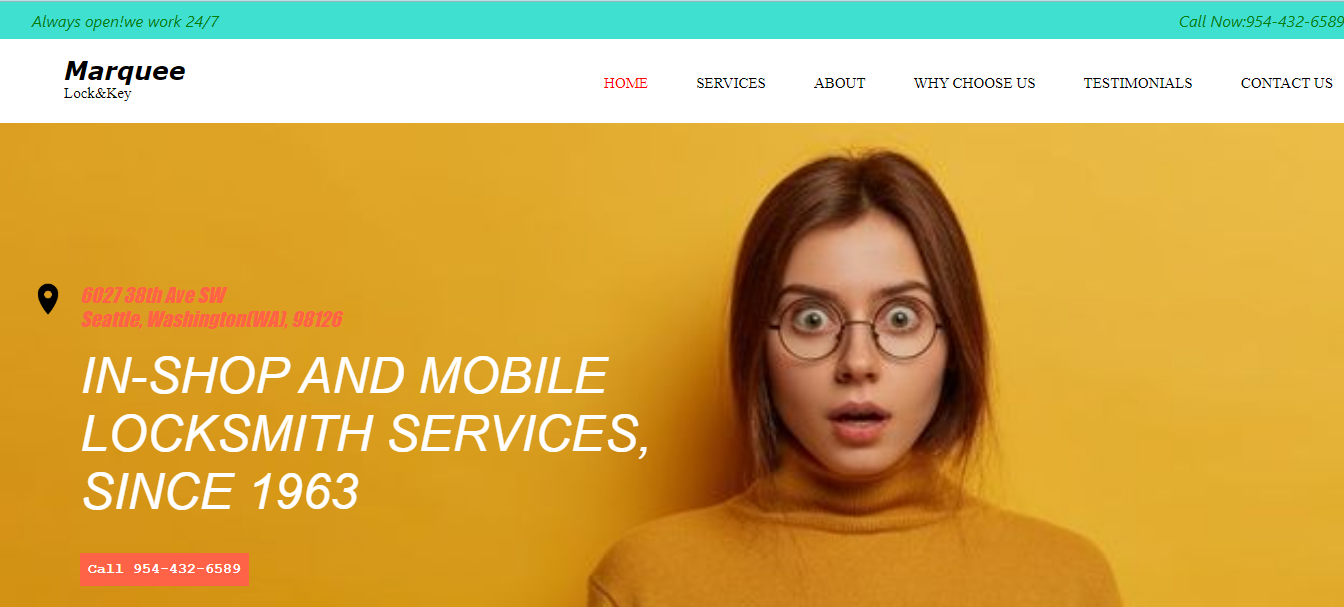 Always open!we work 24/7
Call Now:954-432-6589
Marquee
Lock&Key
HOME SERVICES ABOUT WHY CHOOSE US TESTIMONIALS CONTACT US
6027 38th Ave SW
Seattle, Washington(WA), 98126
IN-SHOP AND MOBILE
LOCKSMITH SERVICES,
SINCE 1963
Call 954-432-6589